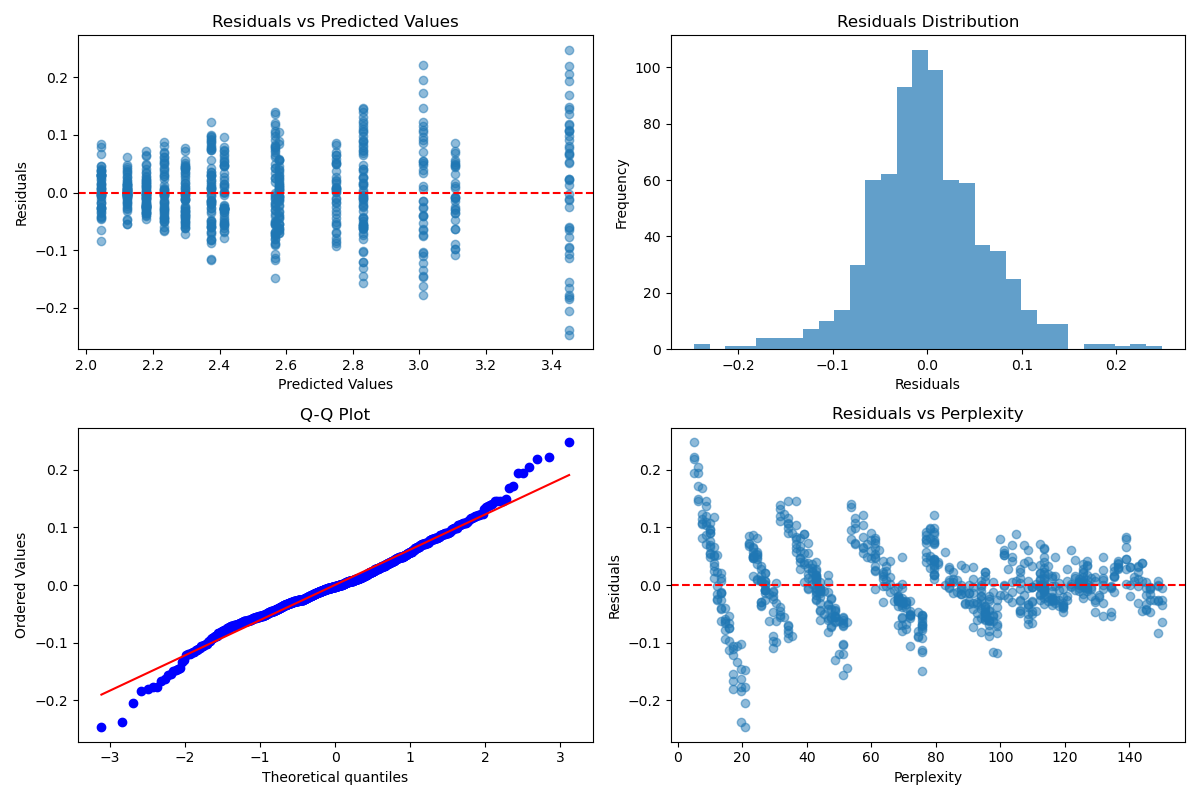 Residuals vs Predicted Values
Residuals
0.2
0.1
0.0
−0.1
−0.2
2.0 2.2 2.4 2.6 2.8 3.0 3.2 3.4
Predicted Values
Residuals Distribution
Frequency
100
80
60
40
20
0
−0.2 −0.1 0.0 0.1 0.2
Residuals
Q-Q Plot
Ordered Values
0.2
0.1
0.0
−0.1
−0.2
−3 −2 −1 0 1 2 3
Theoretical quantiles
Residuals vs Perplexity
Residuals
0.2
0.1
0.0
−0.1
−0.2
0 20 40 60 80 100 120 140
Perplexity